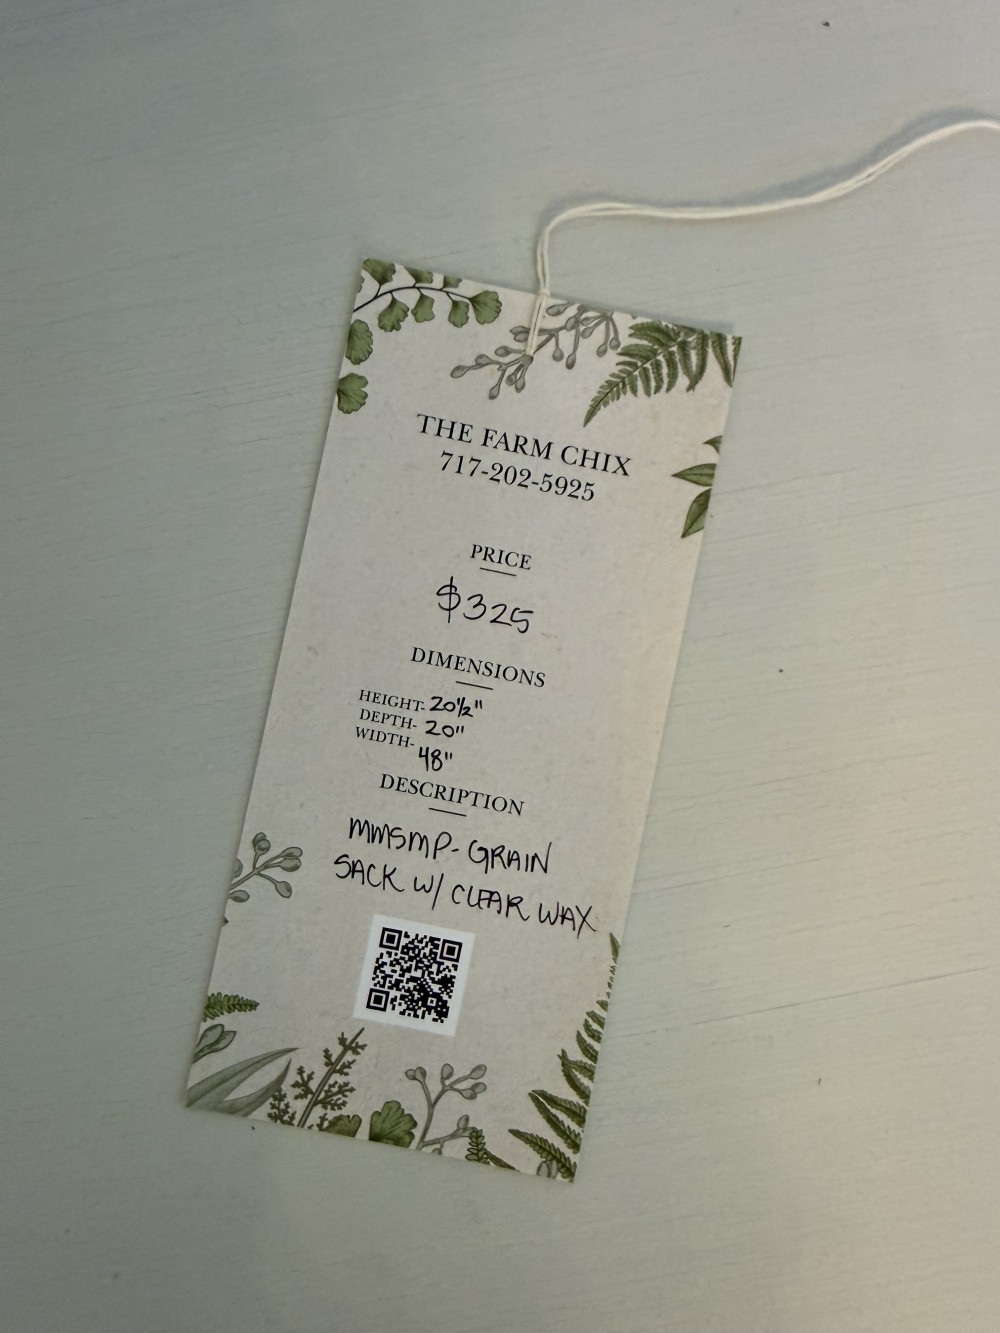 THE FARM CHIX
717-202-5925
PRICE
$325
DIMENSIONS
HEIGHT- 20½"
DEPTH- 20"
WIDTH- 48"
DESCRIPTION
MMSMP- GRAIN
SACK W/ CLEAR WAX